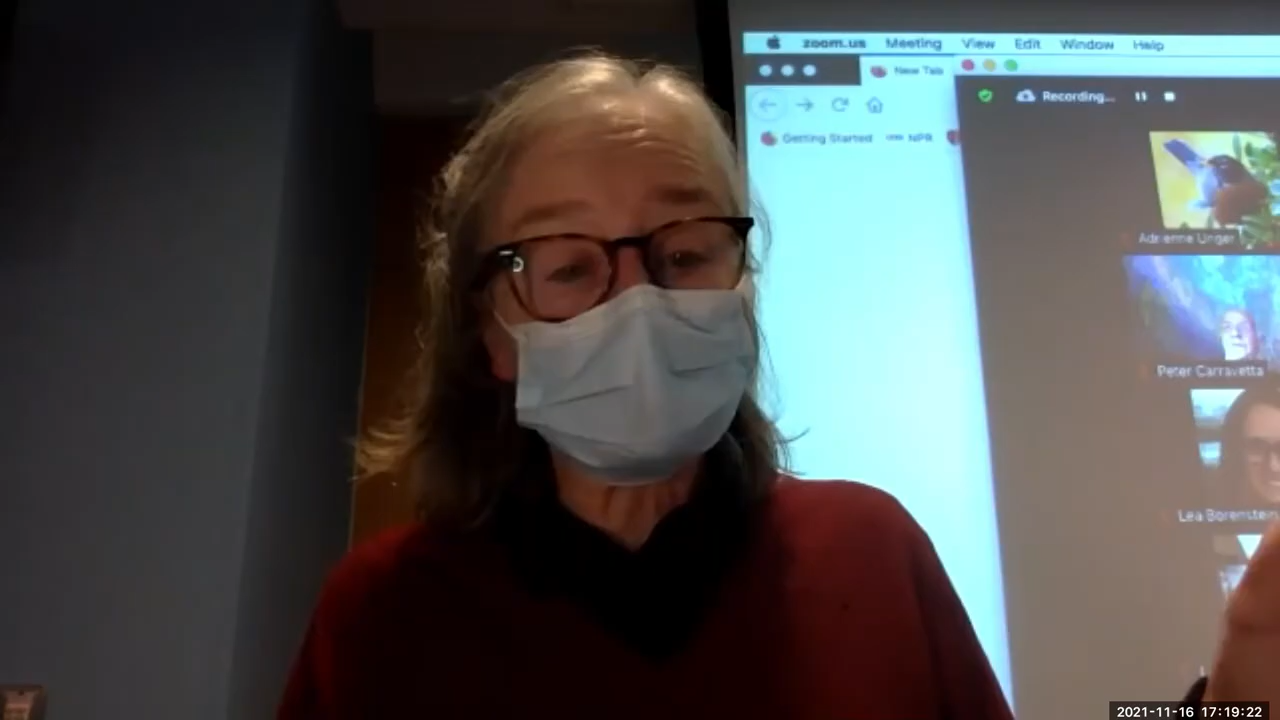 zoom.us Meeting View Edit Window Help
New Tab
Recording...
Getting Started NPR
Adrienne Unger
Peter Carravetta
Lea Borenstein
2021-11-16 17:19:22